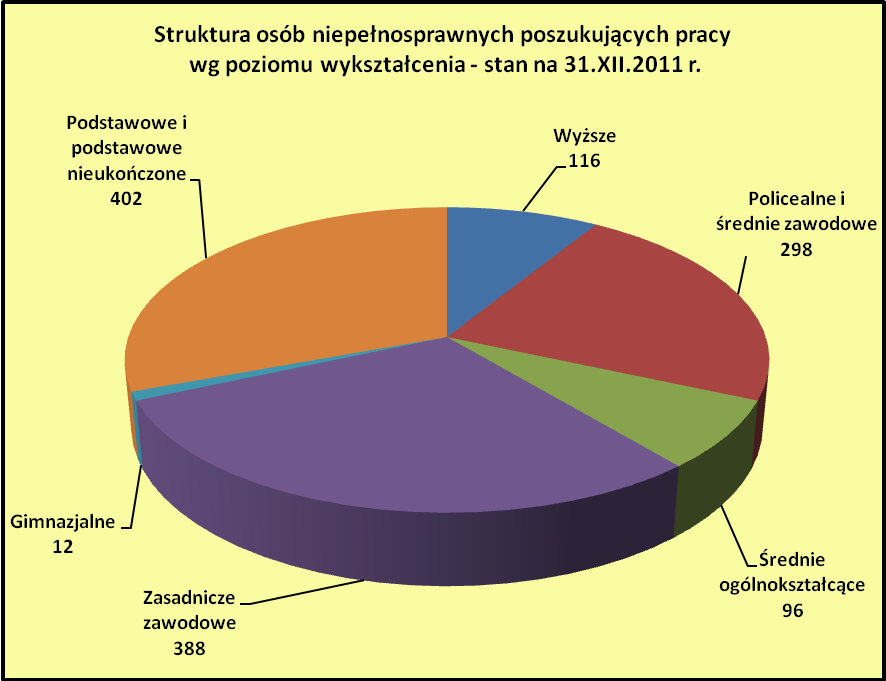 Struktura osób niepełnosprawnych poszukujących pracy
wg poziomu wykształcenia - stan na 31.XII.2011 r.
Podstawowe i
podstawowe
nieukończone
402
Wyższe
116
Policealne i
średnie zawodowe
298
Gimnazjalne
12
Zasadnicze
zawodowe
388
Średnie
ogólnokształcące
96